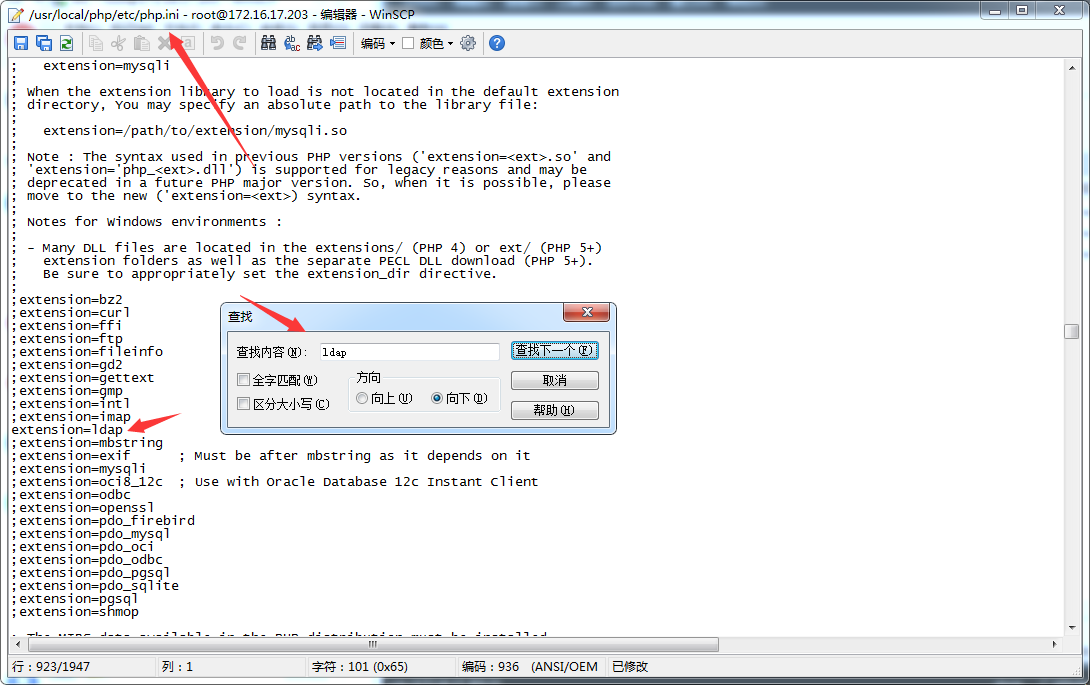 /usr/local/php/etc/php.ini - root@172.16.17.203 - 编辑器 - WinSCP
编码 颜色
;   extension=mysqli
;
; When the extension library to load is not located in the default extension
; directory, You may specify an absolute path to the library file:
;
;   extension=/path/to/extension/mysqli.so
;
; Note : The syntax used in previous PHP versions ('extension=<ext>.so' and
; 'extension='php_<ext>.dll') is supported for legacy reasons and may be
; deprecated in a future PHP major version. So, when it is possible, please
; move to the new ('extension=<ext>) syntax.
;
; Notes for Windows environments :
;
; - Many DLL files are located in the extensions/ (PHP 4) or ext/ (PHP 5+)
;   extension folders as well as the separate PECL DLL download (PHP 5+).
;   Be sure to appropriately set the extension_dir directive.
;
;extension=bz2
;extension=curl
;extension=ffi
;extension=ftp
;extension=fileinfo
;extension=gd2
;extension=gettext
;extension=gmp
;extension=intl
;extension=imap
extension=ldap
;extension=mbstring
;extension=exif      ; Must be after mbstring as it depends on it
;extension=mysqli
;extension=oci8_12c  ; Use with Oracle Database 12c Instant Client
;extension=odbc
;extension=openssl
;extension=pdo_firebird
;extension=pdo_mysql
;extension=pdo_oci
;extension=pdo_odbc
;extension=pdo_pgsql
;extension=pdo_sqlite
;extension=pgsql
;extension=shmop
; The MIBS data available in the PHP distribution must be installed
查找
查找内容(N): ldap 查找下一个(F)
全字匹配(W) 方向 取消
区分大小写(C) 向上(U) 向下(D) 帮助(H)
行：923/1947 列：1 字符：101 (0x65) 编码：936 (ANSI/OEM 已修改